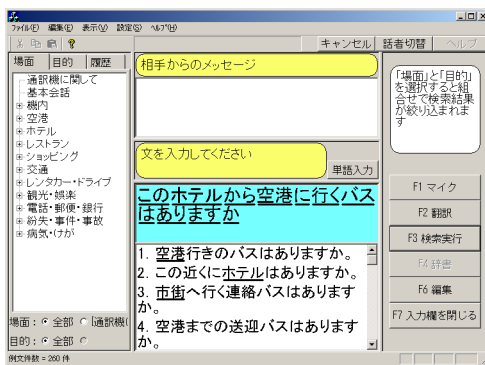 ファイル(F) 編集(E) 表示(V) 設定(S) ヘルプ(H)
キャンセル 話者切替 ヘルプ
場面 目的 履歴
通訳機に関して
基本会話
機内
空港
ホテル
レストラン
ショッピング
交通
レンタカー・ドライブ
観光・娯楽
電話・郵便・銀行
紛失・事件・事故
病気・けが
場面: 全部 [通訳機(
目的: 全部
例文件数 = 260 件
相手からのメッセージ
文を入力してください
単語入力
このホテルから空港に行くバス
はありますか
1. 空港行きのバスはありますか。
2. この近くにホテルはありますか。
3. 市街へ行く連絡バスはあります
か。
4. 空港までの送迎バスはあります
か。
「場面」と「目的」
を選択すると組
合せで検索結果
が絞り込まれま
す
F1 マイク
F2 翻訳
F3 検索実行
F4 辞書
F6 編集
F7 入力欄を閉じる